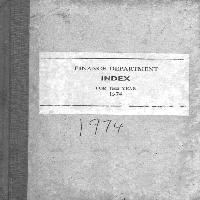 FINANCE DEPARTMENT
INDEX
FOR THE YEAR
1974
1974